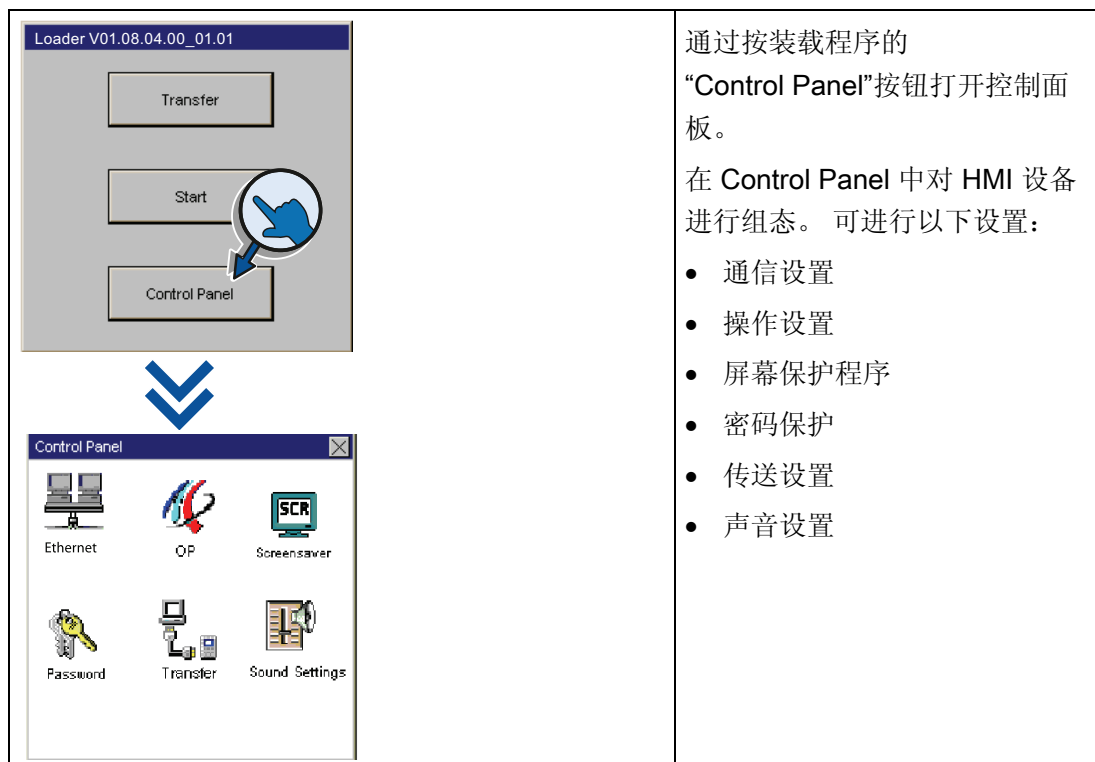 Loader V01.08.04.00_01.01
Transfer
Start
Control Panel
Control Panel
Ethernet
OP
SCR
Screensaver
Password
Transfer
Sound Settings
通过按装载程序的
“Control Panel”按钮打开控制面
板。
在 Control Panel 中对 HMI 设备
进行组态。 可进行以下设置：
• 通信设置
• 操作设置
• 屏幕保护程序
• 密码保护
• 传送设置
• 声音设置